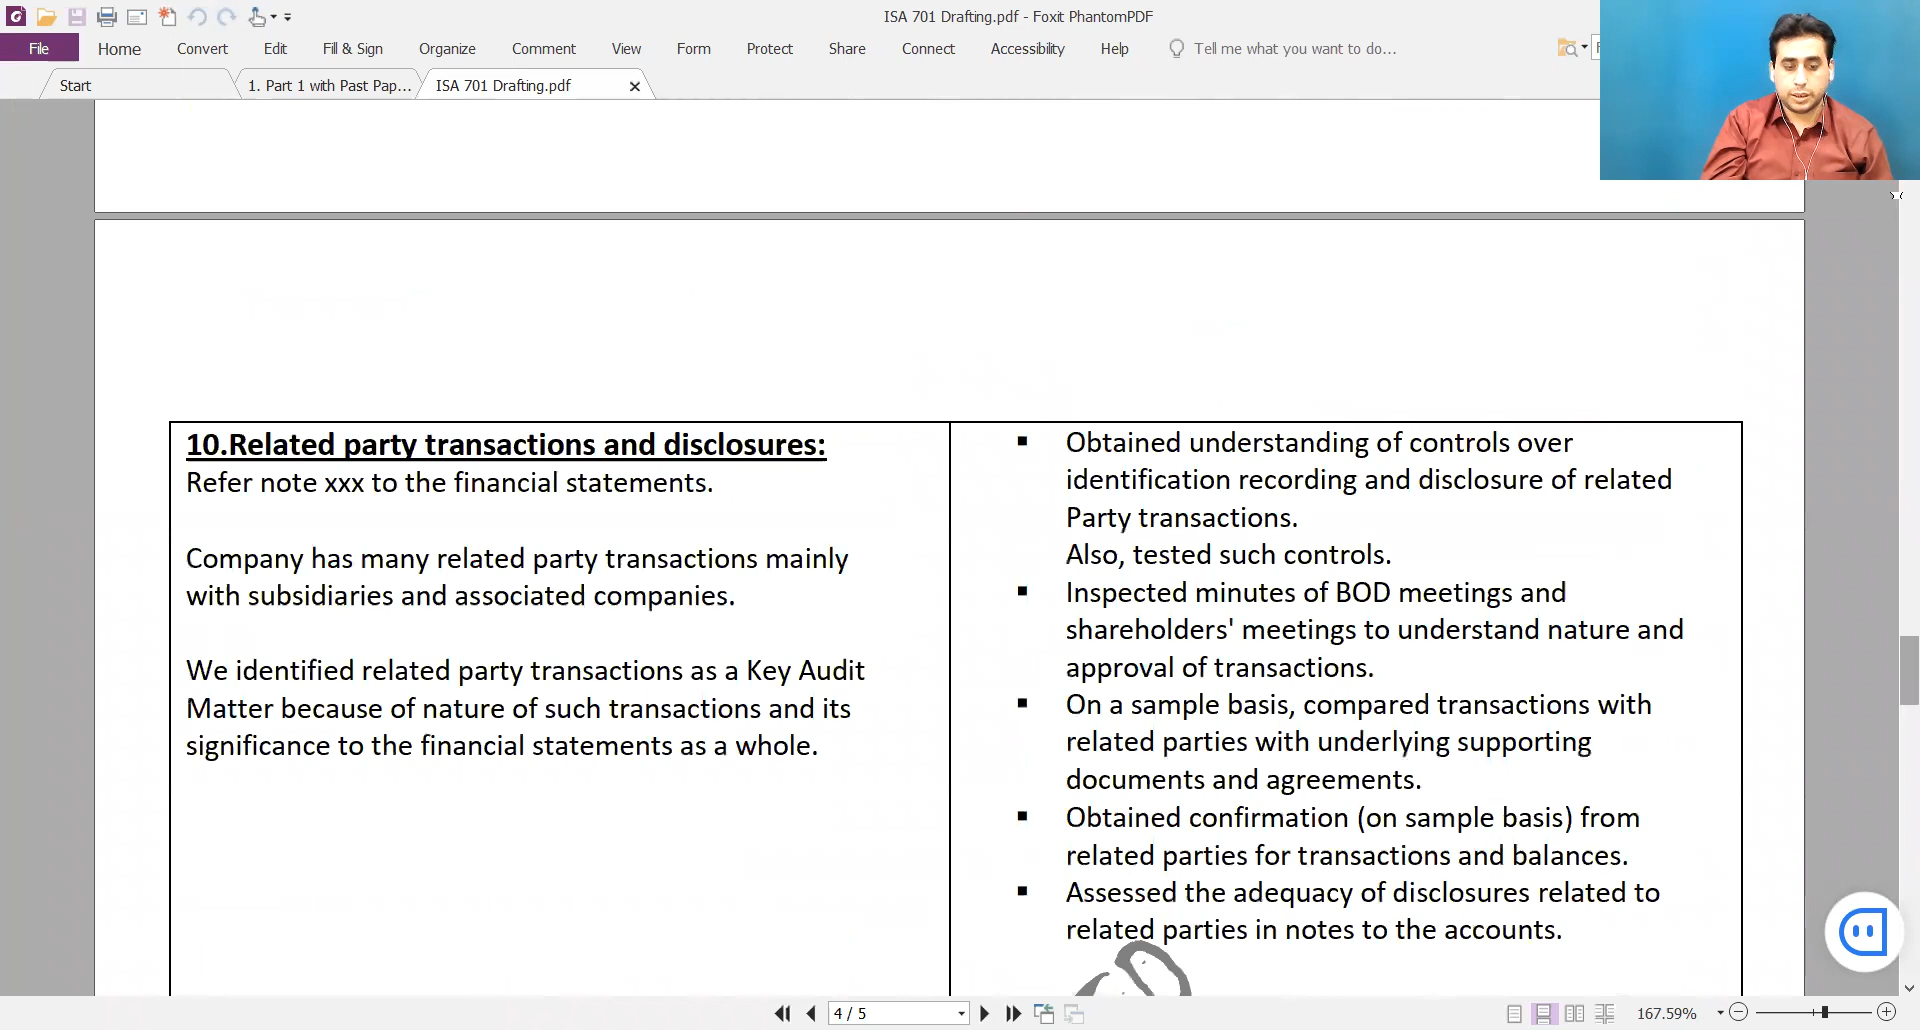 ISA 701 Drafting.pdf - Foxit PhantomPDF
File Home Convert Edit Fill & Sign Organize Comment View Form Protect Share Connect Accessibility Help Tell me what you want to do... F
Start 1. Part 1 with Past Pap... ISA 701 Drafting.pdf
10.Related party transactions and disclosures:
Refer note xxx to the financial statements.
Company has many related party transactions mainly
with subsidiaries and associated companies.
We identified related party transactions as a Key Audit
Matter because of nature of such transactions and its
significance to the financial statements as a whole.
▪ Obtained understanding of controls over
identification recording and disclosure of related
Party transactions.
Also, tested such controls.
▪ Inspected minutes of BOD meetings and
shareholders' meetings to understand nature and
approval of transactions.
▪ On a sample basis, compared transactions with
related parties with underlying supporting
documents and agreements.
▪ Obtained confirmation (on sample basis) from
related parties for transactions and balances.
▪ Assessed the adequacy of disclosures related to
related parties in notes to the accounts.
4 / 5
167.59%